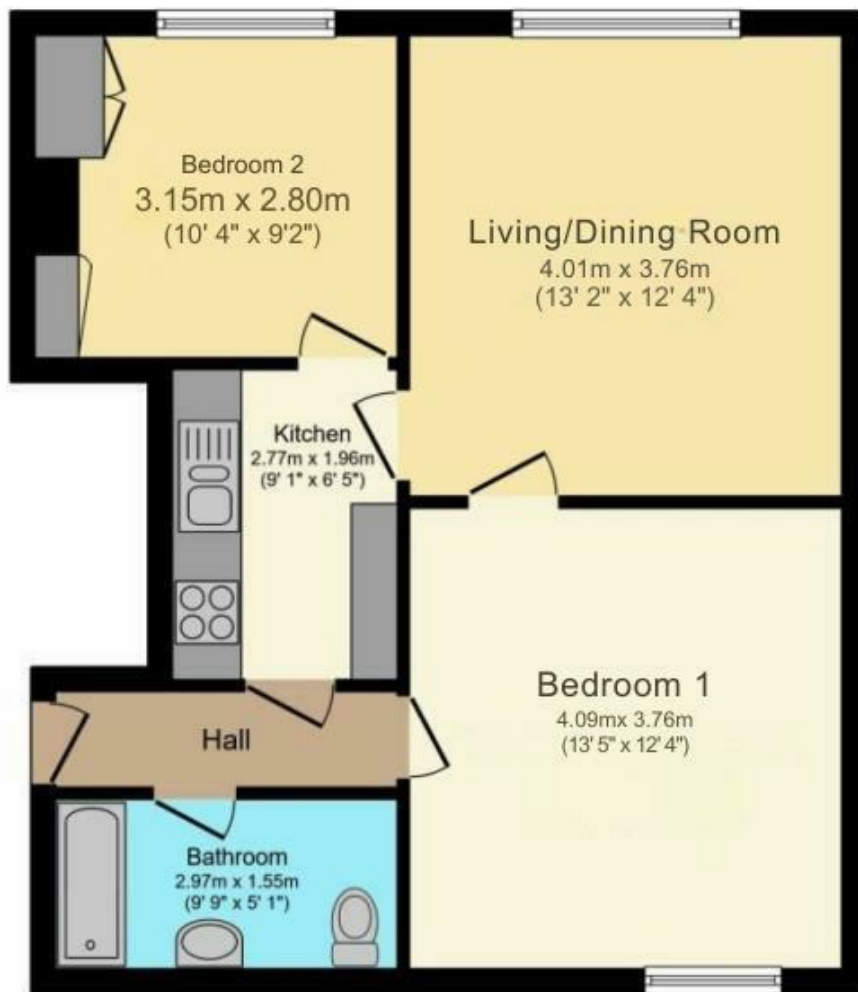 Bedroom 2
3.15m x 2.80m
(10' 4" x 9'2")
Living/Dining Room
4.01m x 3.76m
(13' 2" x 12' 4")
Kitchen
2.77m x 1.96m
(9' 1" x 6' 5")
Bedroom 1
4.09mx 3.76m
(13' 5" x 12' 4")
Hall
Bathroom
2.97m x 1.55m
(9' 9" x 5' 1")